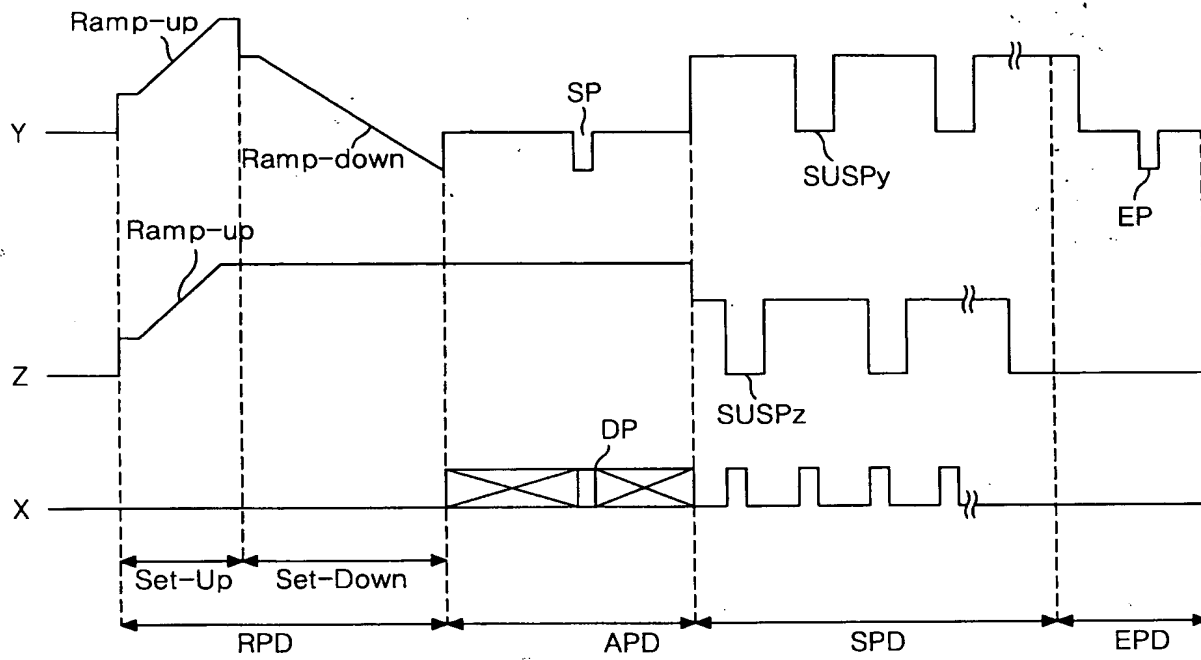 Ramp-up
SP
Y
Ramp-down
SUSPy
EP
Ramp-up
Z
SUSPz
DP
X
Set-Up
Set-Down
RPD
APD
SPD
EPD